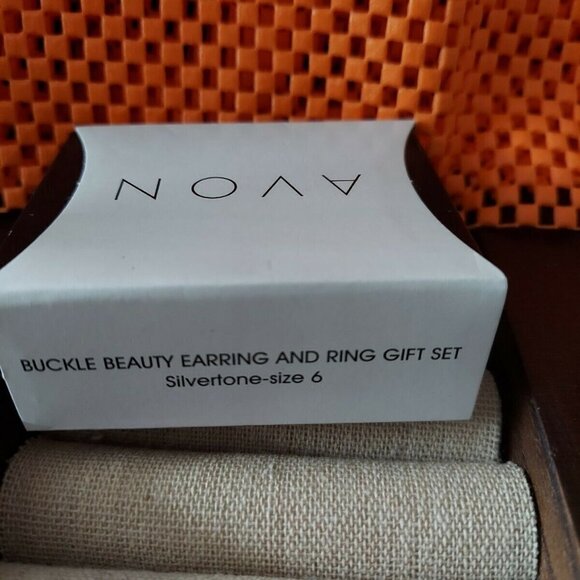 AVON
BUCKLE BEAUTY EARRING AND RING GIFT SET
Silvertone-size 6